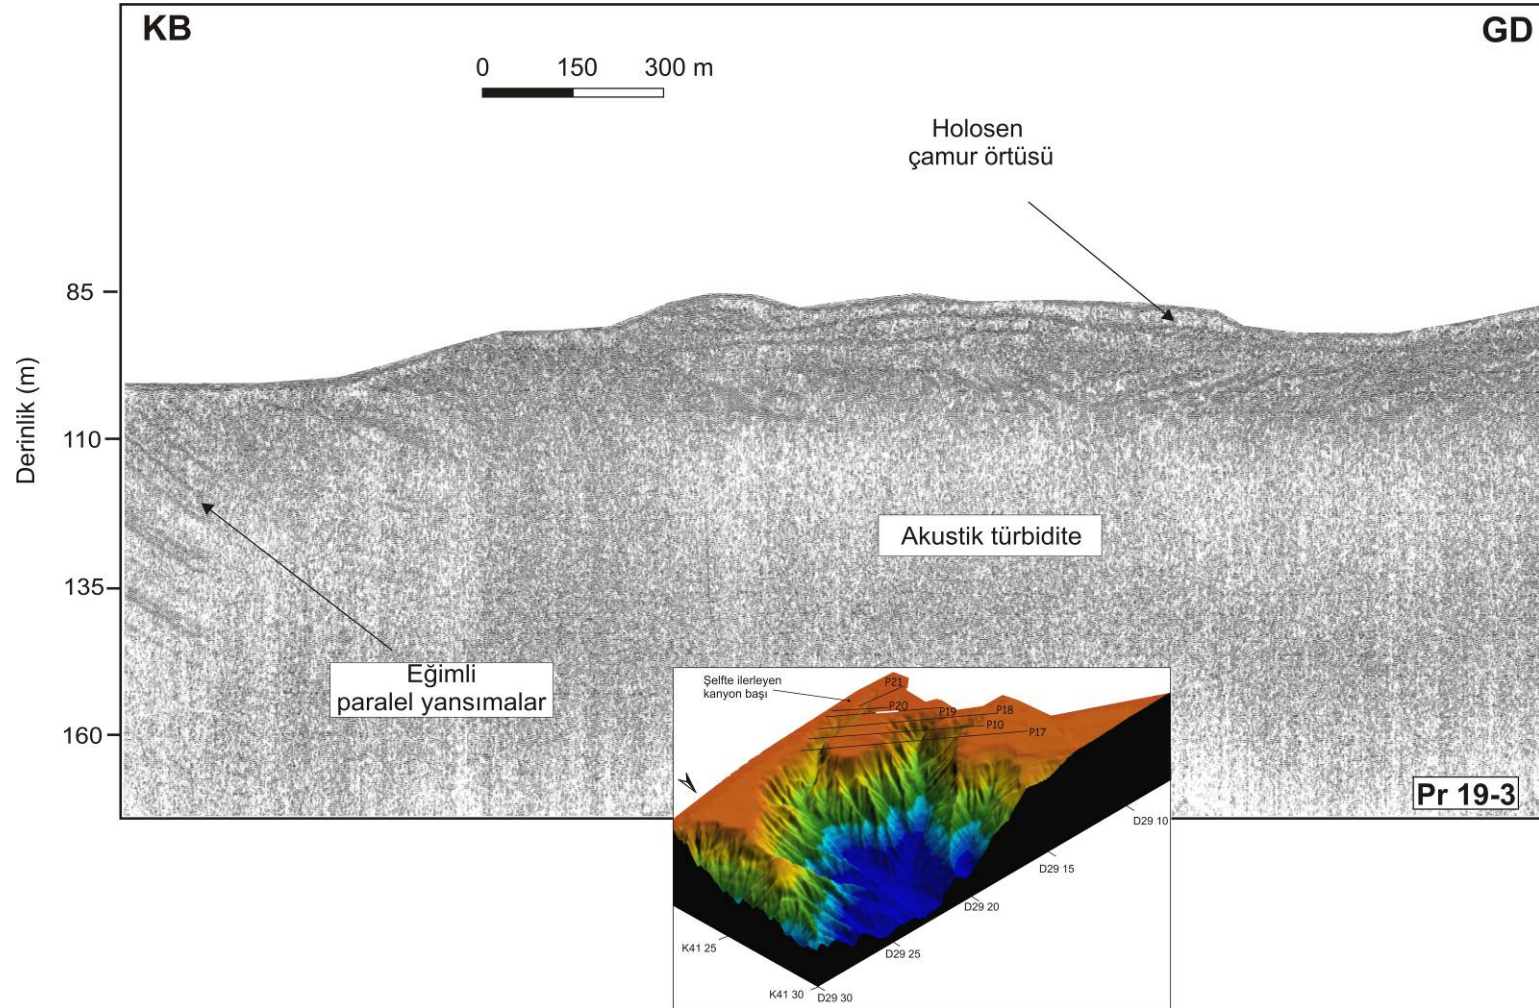 KB
GD
0 150 300 m
Holosen
çamur örtüsü
85
110
135
160
Derinlik (m)
Akustik türbidite
Eğimli
paralel yansımalar
Pr 19-3
Şelfte ilerleyen
kanyon başı
P21
P20
P19
P18
P10
P17
D29 10
D29 15
D29 20
D29 25
D29 30
K41 25
K41 30